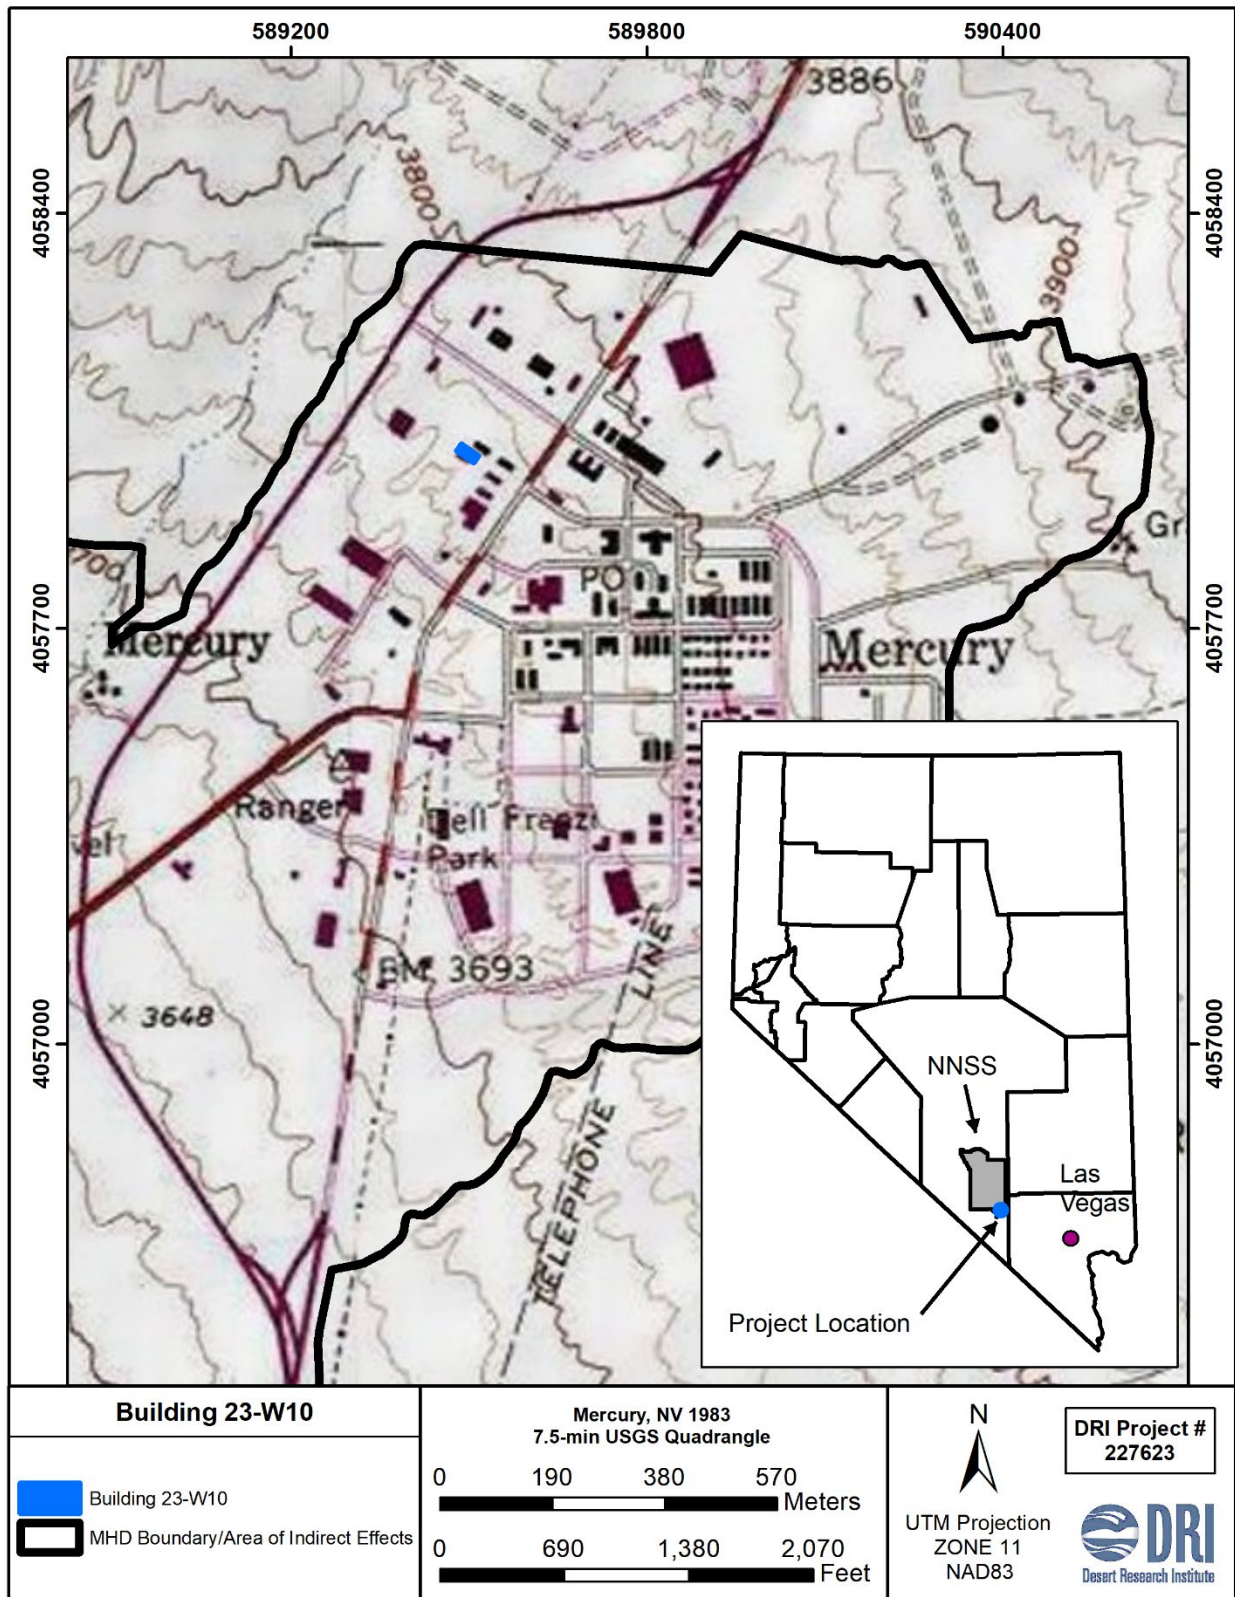 589200
589800
590400
3886
4058400
4058400
3800
3900
Gr
PO
4057700
4057700
Mercury
Mercury
Ranger
Park
BM 3693
LINE
3648
4057000
4057000
TELEPHONE
NNSS
Las
Vegas
Project Location
Building 23-W10
Building 23-W10
MHD Boundary/Area of Indirect Effects
Mercury, NV 1983
7.5-min USGS Quadrangle
0 190 380 570
Meters
0 690 1,380 2,070
Feet
N
UTM Projection
ZONE 11
NAD83
DRI Project #
227623
DRI
Desert Research Institute